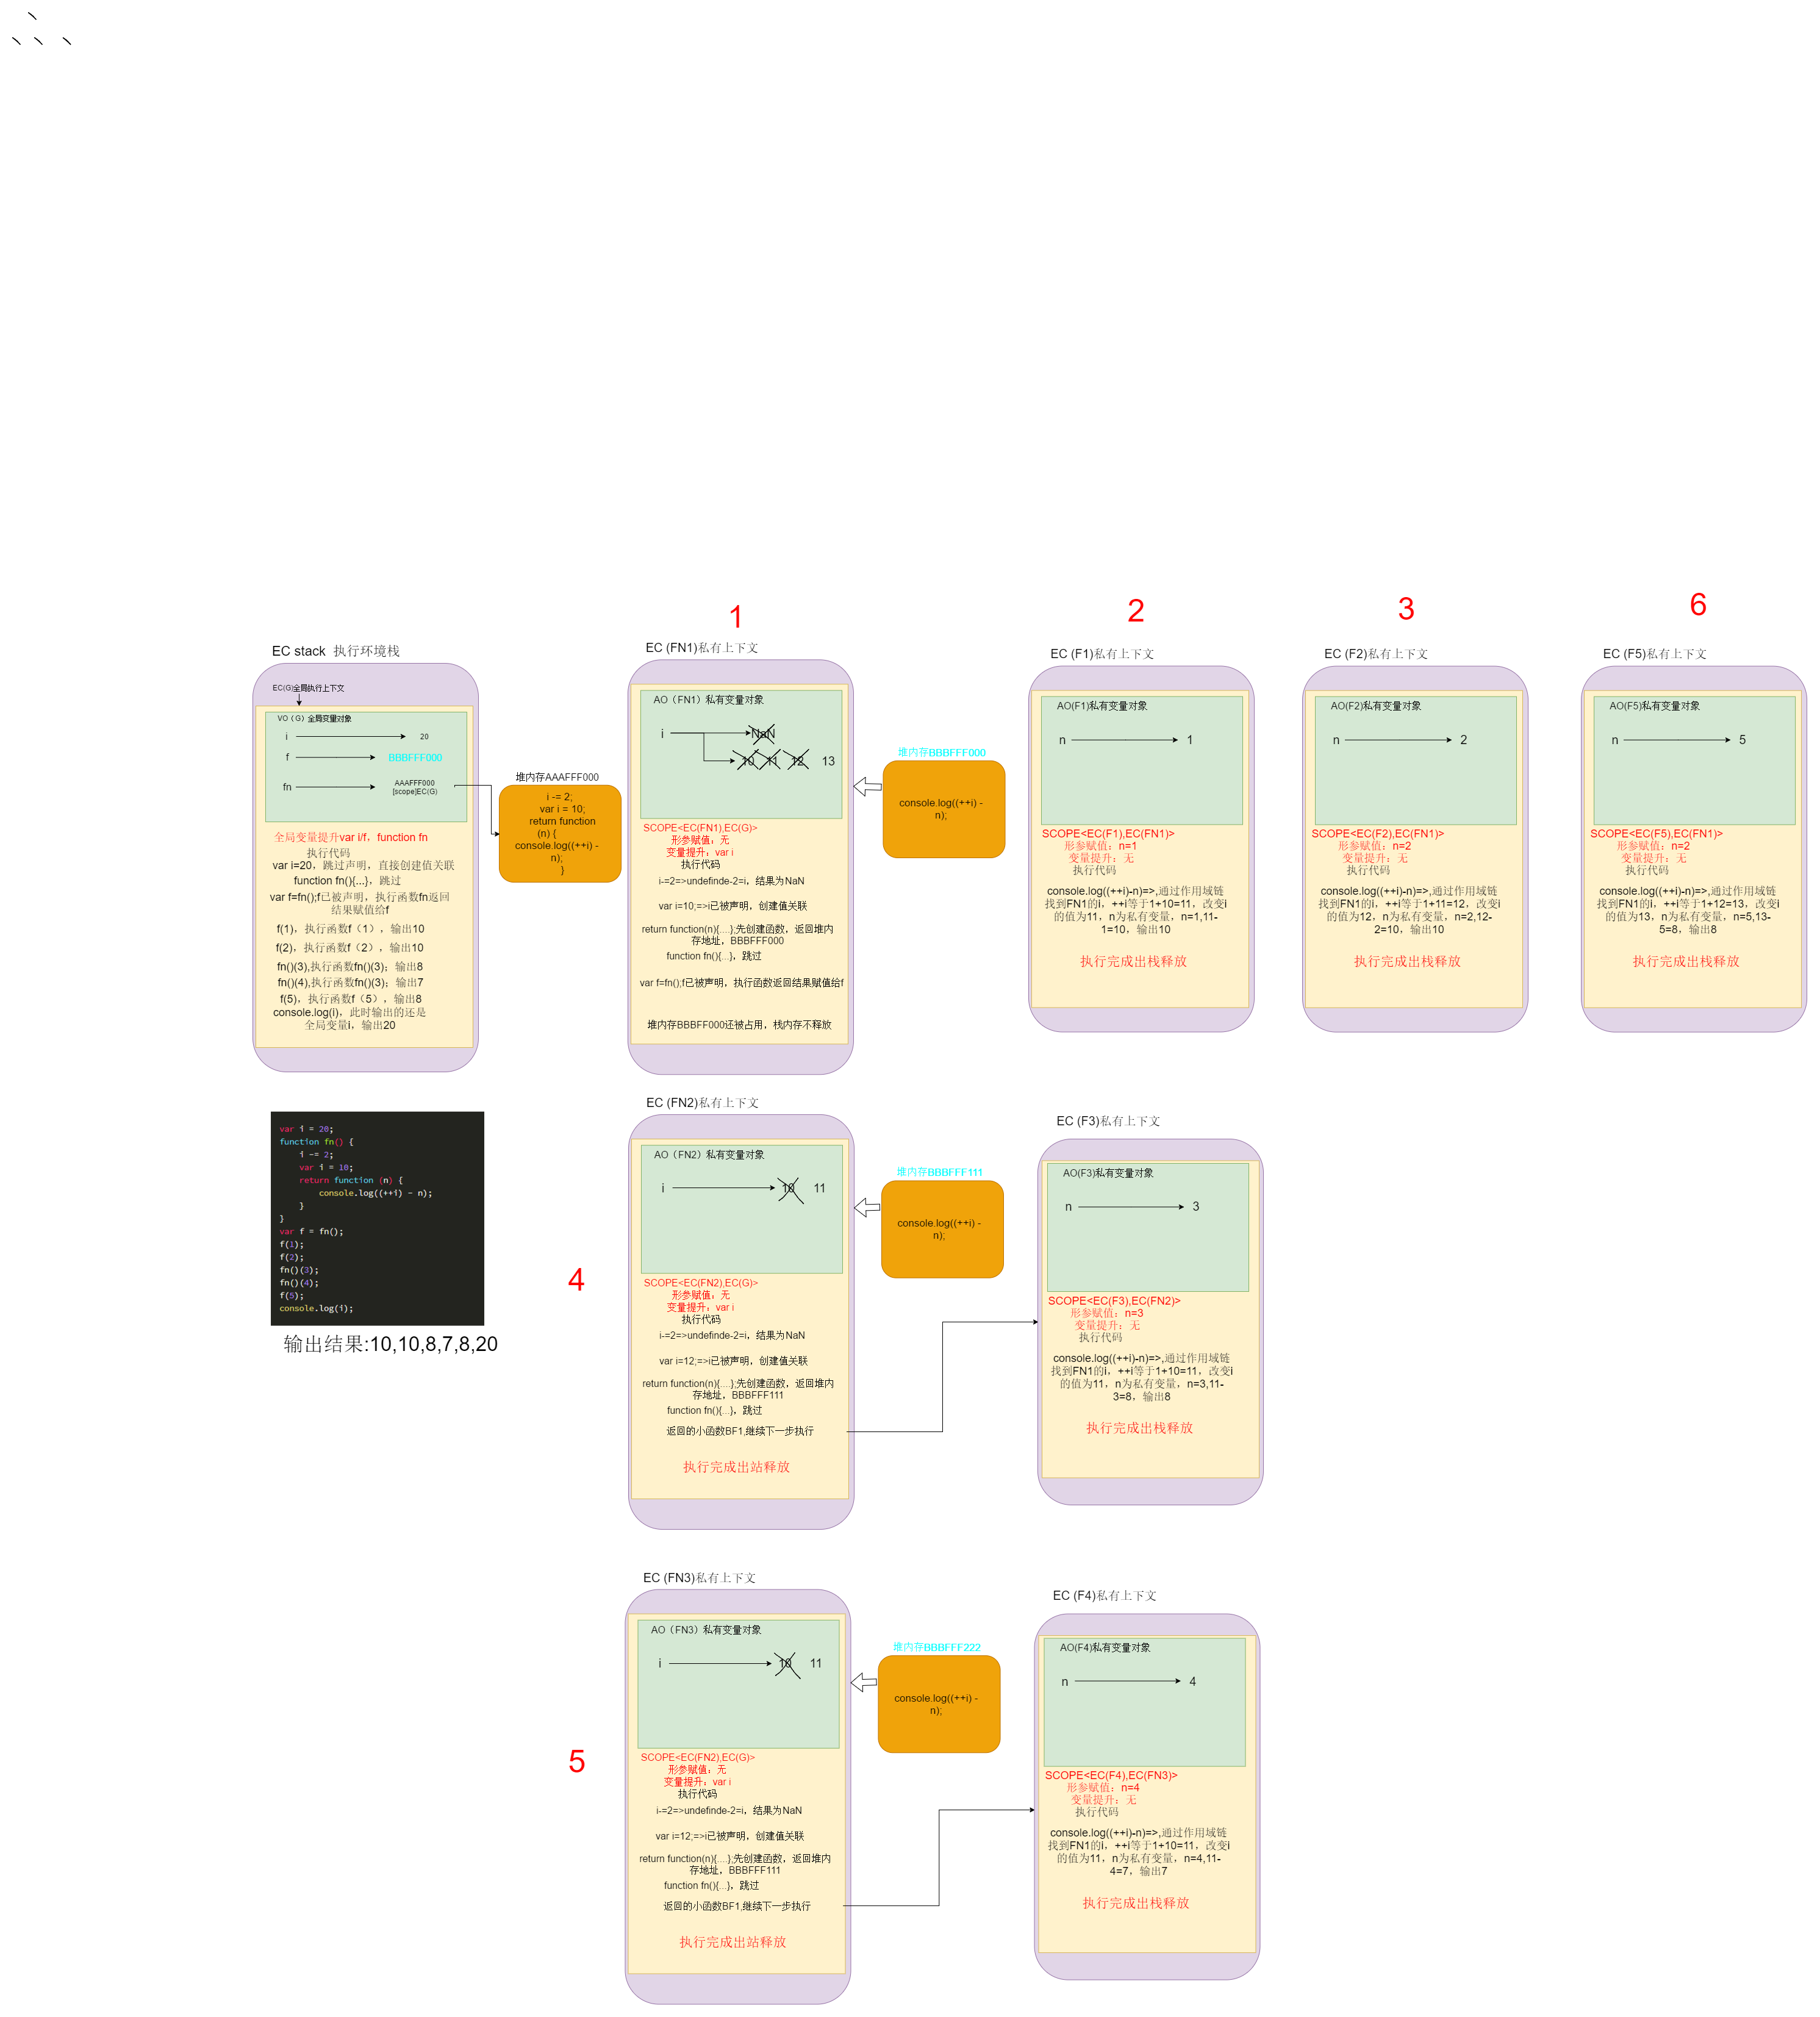 1
2
3
6
EC stack 执行环境栈
EC(G)全局执行上下文
VO（G）全局变量对象
i
20
f
BBBFFF000
fn
AAAFFF000
[scope]EC(G)
全局变量提升var i/f，function fn
执行代码
var i=20，跳过声明，直接创建值关联
function fn(){...}，跳过
var f=fn();f已被声明，执行函数fn返回
结果赋值给f
f(1)，执行函数f（1），输出10
f(2)，执行函数f（2），输出10
fn()(3),执行函数fn()(3)；输出8
fn()(4),执行函数fn()(3)；输出7
f(5)，执行函数f（5），输出8
console.log(i)，此时输出的还是
全局变量i，输出20
堆内存AAAFFF000
i -= 2;
var i = 10;
return function
(n) {
console.log((++i) -
n);
}
EC (FN1)私有上下文
AO（FN1）私有变量对象
i
NaN
10
11
12
13
SCOPE<EC(FN1),EC(G)>
形参赋值：无
变量提升：var i
执行代码
i-=2=>undefinde-2=i，结果为NaN
var i=10;=>i已被声明，创建值关联
return function(n){....};先创建函数，返回堆内
存地址，BBBFFF000
function fn(){...}，跳过
var f=fn();f已被声明，执行函数返回结果赋值给f
堆内存BBBFF000还被占用，栈内存不释放
堆内存BBBFFF000
console.log((++i) -
n);
EC (F1)私有上下文
AO(F1)私有变量对象
n
1
SCOPE<EC(F1),EC(FN1)>
形参赋值：n=1
变量提升：无
执行代码
console.log((++i)-n)=>,通过作用域链
找到FN1的i，++i等于1+10=11，改变i
的值为11，n为私有变量，n=1,11-
1=10，输出10
执行完成出栈释放
EC (F2)私有上下文
AO(F2)私有变量对象
n
2
SCOPE<EC(F2),EC(FN1)>
形参赋值：n=2
变量提升：无
执行代码
console.log((++i)-n)=>,通过作用域链
找到FN1的i，++i等于1+11=12，改变i
的值为12，n为私有变量，n=2,12-
2=10，输出10
执行完成出栈释放
EC (F5)私有上下文
AO(F5)私有变量对象
n
5
SCOPE<EC(F5),EC(FN1)>
形参赋值：n=2
变量提升：无
执行代码
console.log((++i)-n)=>,通过作用域链
找到FN1的i，++i等于1+12=13，改变i
的值为13，n为私有变量，n=5,13-
5=8，输出8
执行完成出栈释放
var i = 20;
function fn() {
i -= 2;
var i = 10;
return function (n) {
console.log((++i) - n);
}
}
var f = fn();
f(1);
f(2);
fn()(3);
fn()(4);
f(5);
console.log(i);
输出结果:10,10,8,7,8,20
4
EC (FN2)私有上下文
AO（FN2）私有变量对象
i
10
11
SCOPE<EC(FN2),EC(G)>
形参赋值：无
变量提升：var i
执行代码
i-=2=>undefinde-2=i，结果为NaN
var i=12;=>i已被声明，创建值关联
return function(n){....};先创建函数，返回堆内
存地址，BBBFFF111
function fn(){...}，跳过
返回的小函数BF1,继续下一步执行
执行完成出站释放
堆内存BBBFFF111
console.log((++i) -
n);
EC (F3)私有上下文
AO(F3)私有变量对象
n
3
SCOPE<EC(F3),EC(FN2)>
形参赋值：n=3
变量提升：无
执行代码
console.log((++i)-n)=>,通过作用域链
找到FN1的i，++i等于1+10=11，改变i
的值为11，n为私有变量，n=3,11-
3=8，输出8
执行完成出栈释放
5
EC (FN3)私有上下文
AO（FN3）私有变量对象
i
10
11
SCOPE<EC(FN2),EC(G)>
形参赋值：无
变量提升：var i
执行代码
i-=2=>undefinde-2=i，结果为NaN
var i=12;=>i已被声明，创建值关联
return function(n){....};先创建函数，返回堆内
存地址，BBBFFF111
function fn(){...}，跳过
返回的小函数BF1,继续下一步执行
执行完成出站释放
堆内存BBBFFF222
console.log((++i) -
n);
EC (F4)私有上下文
AO(F4)私有变量对象
n
4
SCOPE<EC(F4),EC(FN3)>
形参赋值：n=4
变量提升：无
执行代码
console.log((++i)-n)=>,通过作用域链
找到FN1的i，++i等于1+10=11，改变i
的值为11，n为私有变量，n=4,11-
4=7，输出7
执行完成出栈释放